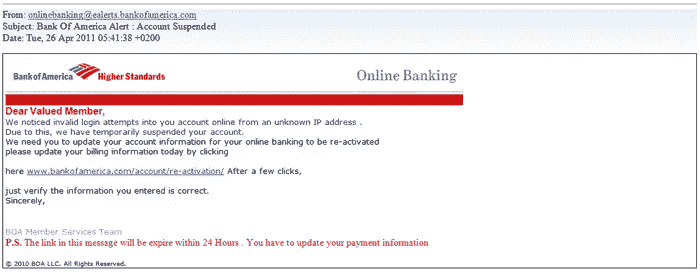 From: onlinebanking@ealerts.bankofamerica.com
Subject: Bank Of America Alert : Account Suspended
Date: Tue, 26 Apr 2011 05:41:38 +0200
Bank of America Higher Standards
Online Banking
Dear Valued Member,
We noticed invalid login attempts into you account online from an unknown IP address .
Due to this, we have temporarily suspended your account.
We need you to update your account information for your online banking to be re-activated
please update your billing information today by clicking
here www.bankofamerica.com/account/re-activation/ After a few clicks,
just verify the information you entered is correct.
Sincerely,
BOA Member Services Team
P.S. The link in this message will be expire within 24 Hours . You have to update your payment information
© 2010 BOA LLC. All Rights Reserved.